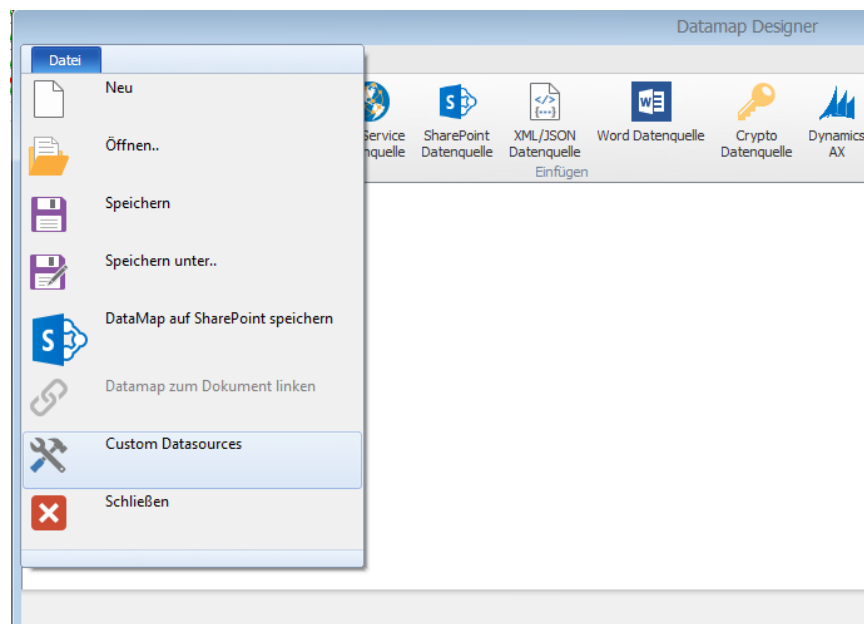 Datamap Designer
Datei
Neu
Öffnen..
Speichern
Speichern unter..
DataMap auf SharePoint speichern
Datamap zum Dokument linken
Custom Datasources
Schließen
Service
SharePoint
Datenquelle
XML/JSON
Datenquelle
Word Datenquelle
Crypto
Datenquelle
Dynamics
AX
Einfügen